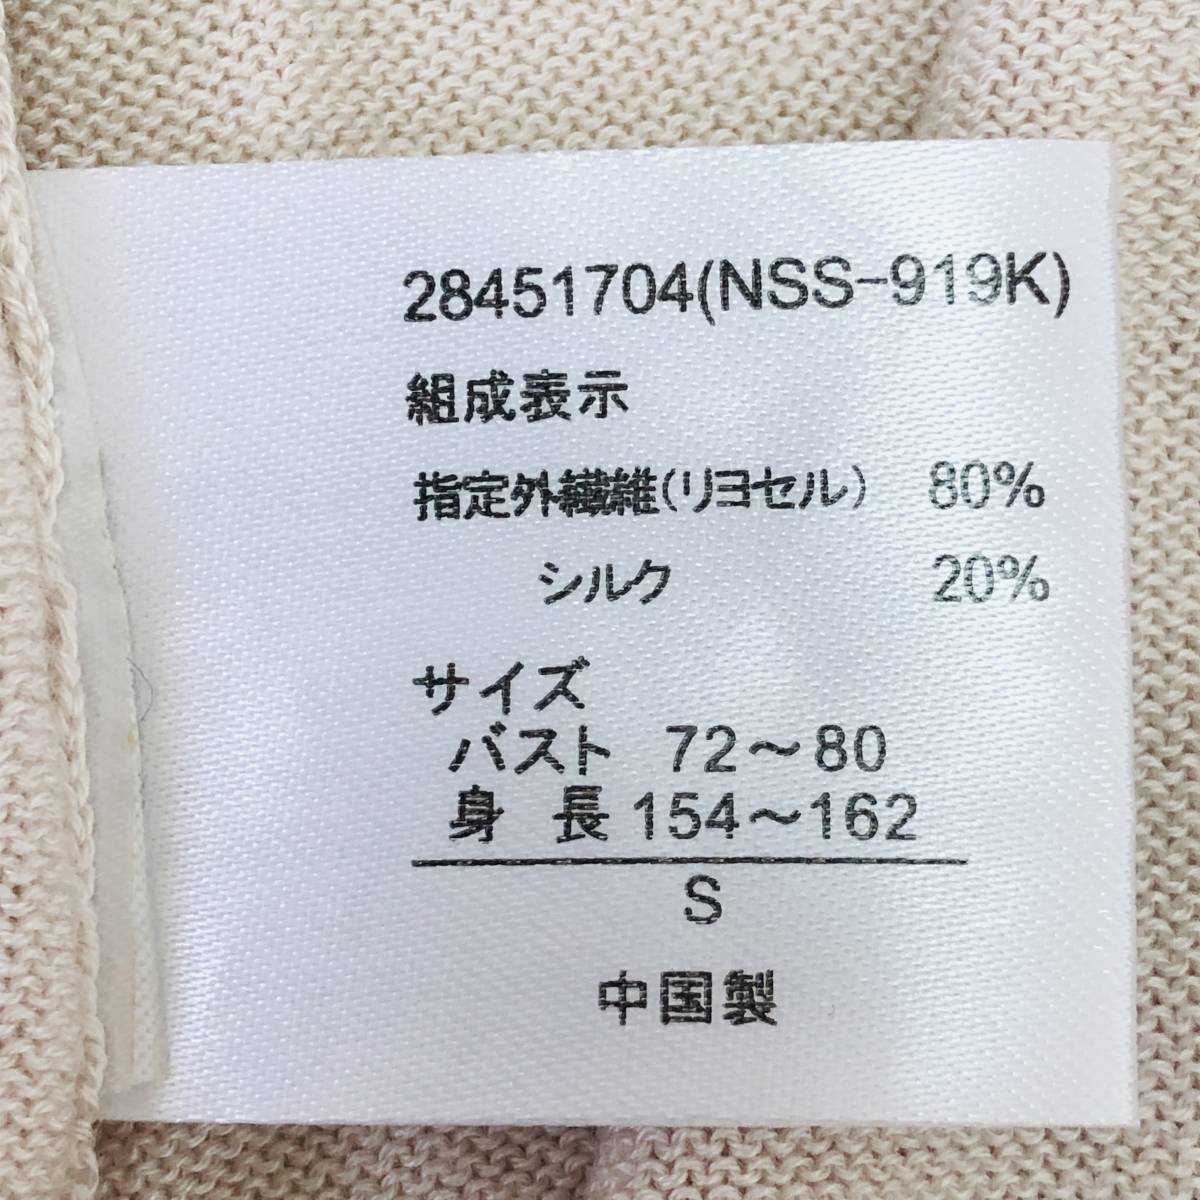 28451704(NSS-919K)
組成表示
指定外繊維(リヨセル) 80%
シルク 20%
サイズ
バスト 72～80
身 長 154～162
S
中国製